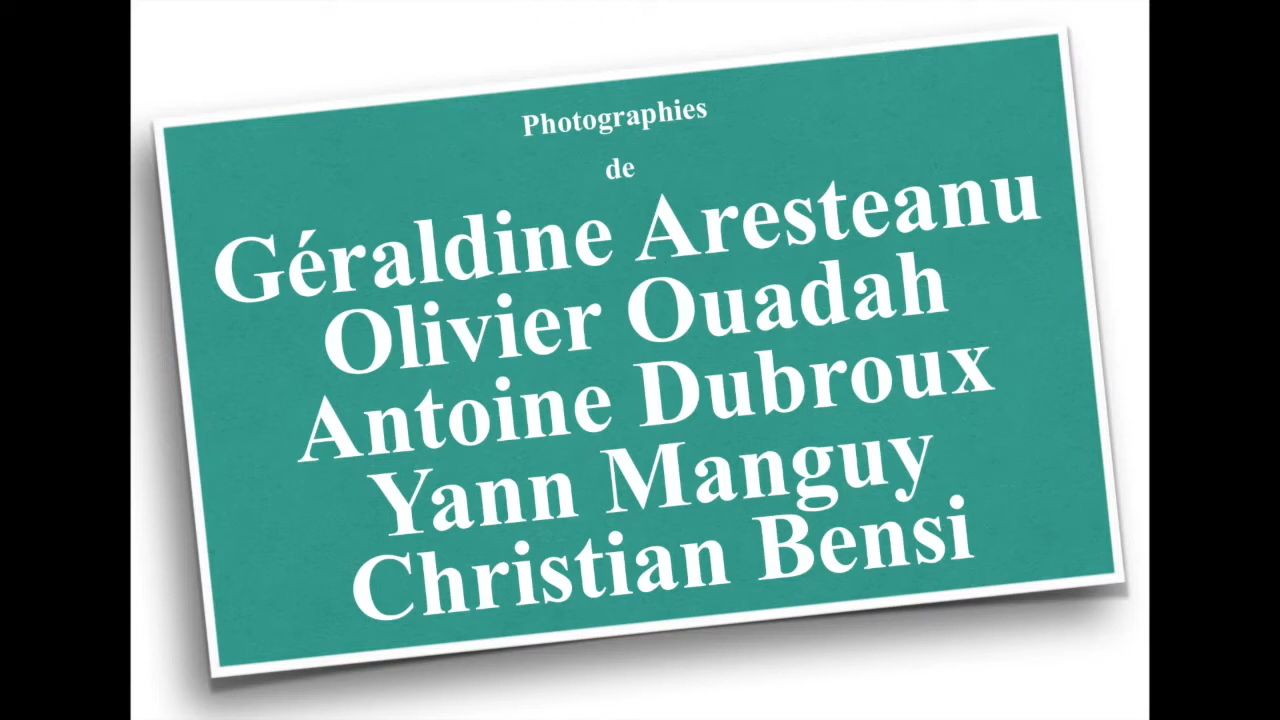 Photographies
de
Géraldine Aresteanu
Olivier Ouadah
Antoine Dubroux
Yann Manguy
Christian Bensi